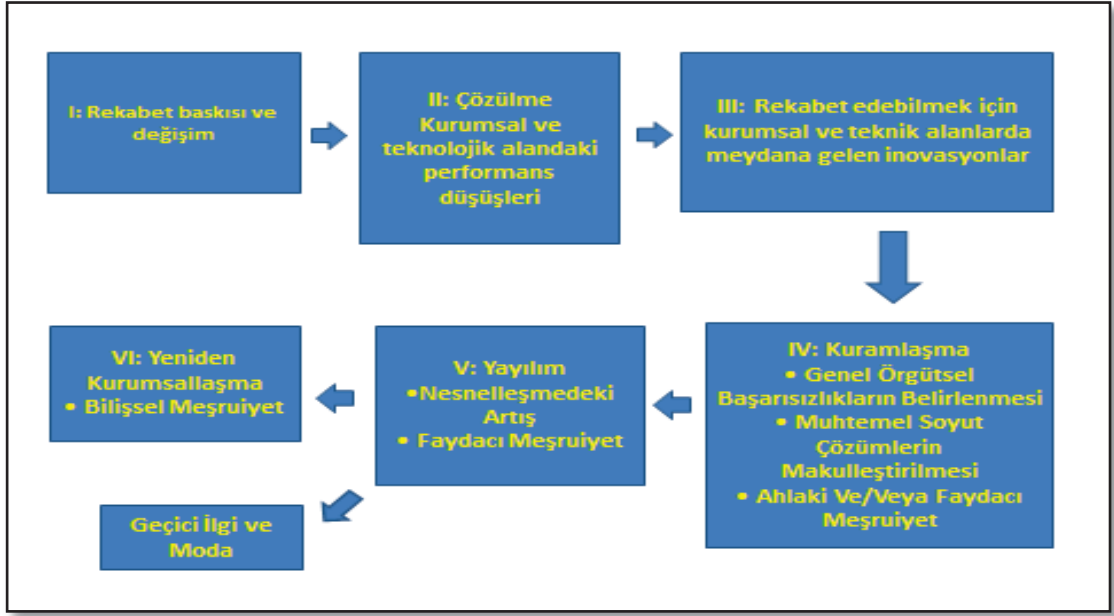 I: Rekabet baskısı ve
değişim
II: Çözülme
Kurumsal ve
teknolojik alandaki
performans
düşüşleri
III: Rekabet edebilmek için
kurumsal ve teknik alanlarda
meydana gelen inovasyonlar
IV: Kuramlaşma
• Genel Örgütsel
Başarısızlıkların Belirlenmesi
• Muhtemel Soyut
Çözümlerin
Makulleştirilmesi
• Ahlaki Ve/Veya Faydacı
Meşruiyet
V: Yayılım
•Nesnelleşmedeki
Artış
• Faydacı Meşruiyet
VI: Yeniden
Kurumsallaşma
• Bilişsel Meşruiyet
Geçici İlgi ve
Moda